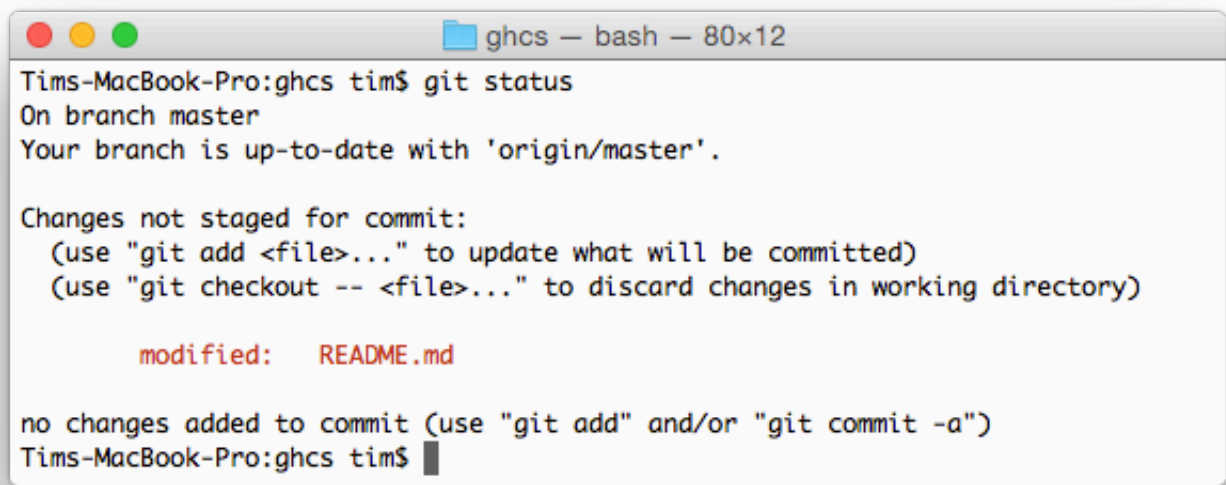 ghcs — bash — 80×12
Tims-MacBook-Pro:ghcs tim$ git status
On branch master
Your branch is up-to-date with 'origin/master'.
Changes not staged for commit:
(use "git add <file>..." to update what will be committed)
(use "git checkout -- <file>..." to discard changes in working directory)
modified: README.md
no changes added to commit (use "git add" and/or "git commit -a")
Tims-MacBook-Pro:ghcs tim$